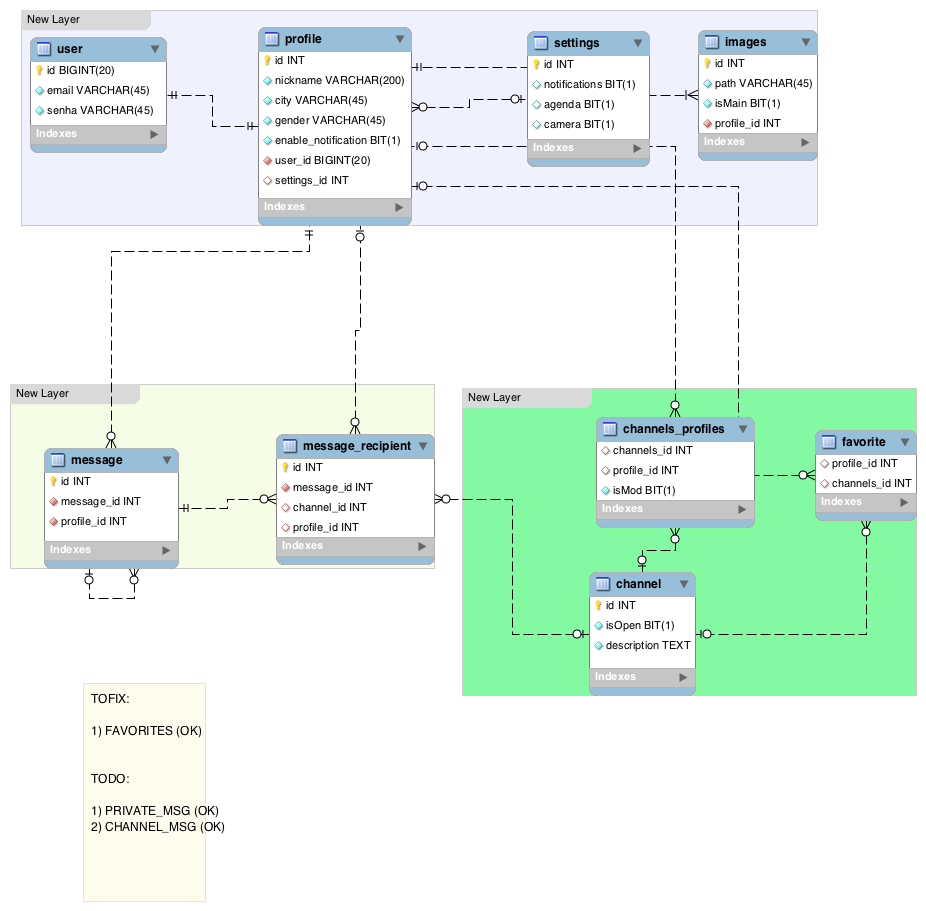 New Layer
user
id BIGINT(20)
email VARCHAR(45)
senha VARCHAR(45)
Indexes
profile
id INT
nickname VARCHAR(200)
city VARCHAR(45)
gender VARCHAR(45)
enable_notification BIT(1)
user_id BIGINT(20)
settings_id INT
Indexes
settings
id INT
notifications BIT(1)
agenda BIT(1)
camera BIT(1)
Indexes
images
id INT
path VARCHAR(45)
isMain BIT(1)
profile_id INT
Indexes
New Layer
message
id INT
message_id INT
profile_id INT
Indexes
message_recipient
id INT
message_id INT
channel_id INT
profile_id INT
Indexes
New Layer
channels_profiles
channels_id INT
profile_id INT
isMod BIT(1)
Indexes
favorite
profile_id INT
channels_id INT
Indexes
channel
id INT
isOpen BIT(1)
description TEXT
Indexes
TOFIX:
1) FAVORITES (OK)
TODO:
1) PRIVATE_MSG (OK)
2) CHANNEL_MSG (OK)